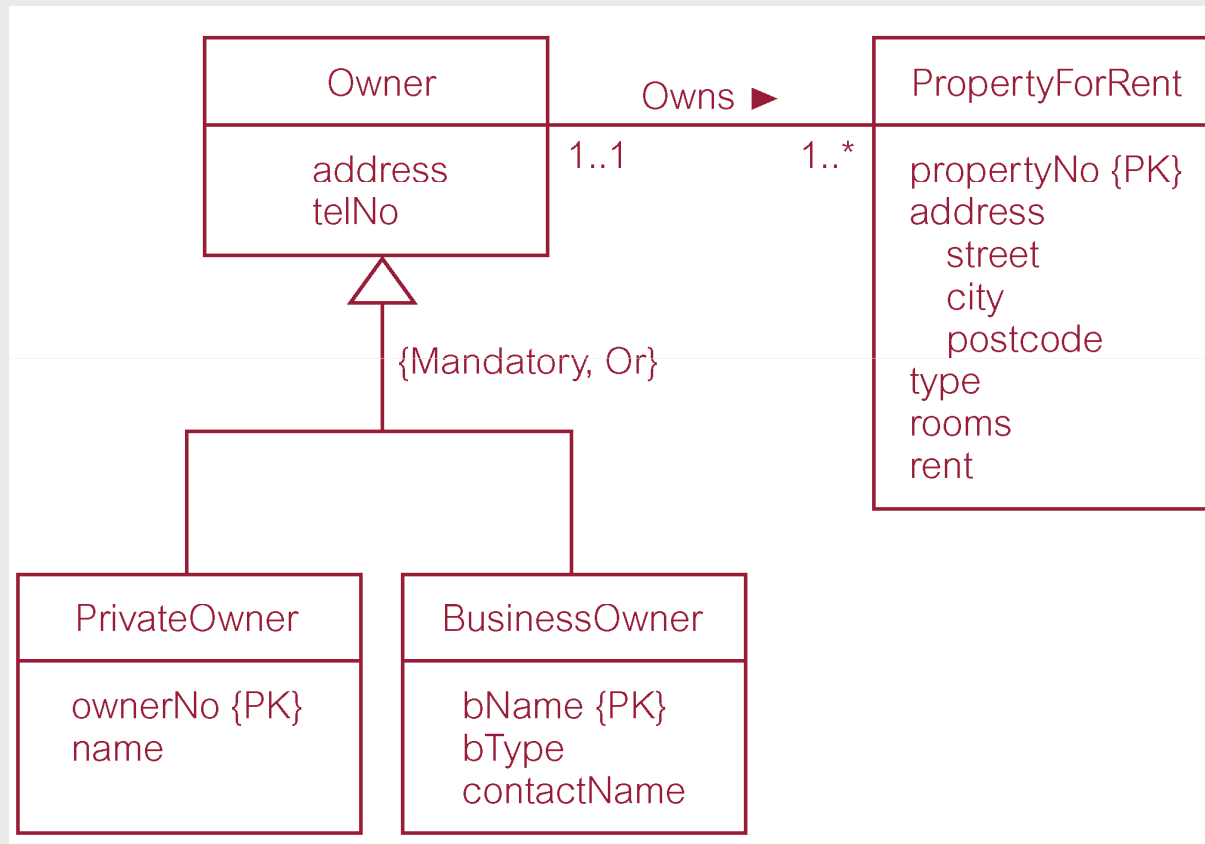 Owner
address
telNo
Owns ►
1..1
1..*
PropertyForRent
propertyNo {PK}
address
street
city
postcode
type
rooms
rent
{Mandatory, Or}
PrivateOwner
ownerNo {PK}
name
BusinessOwner
bName {PK}
bType
contactName